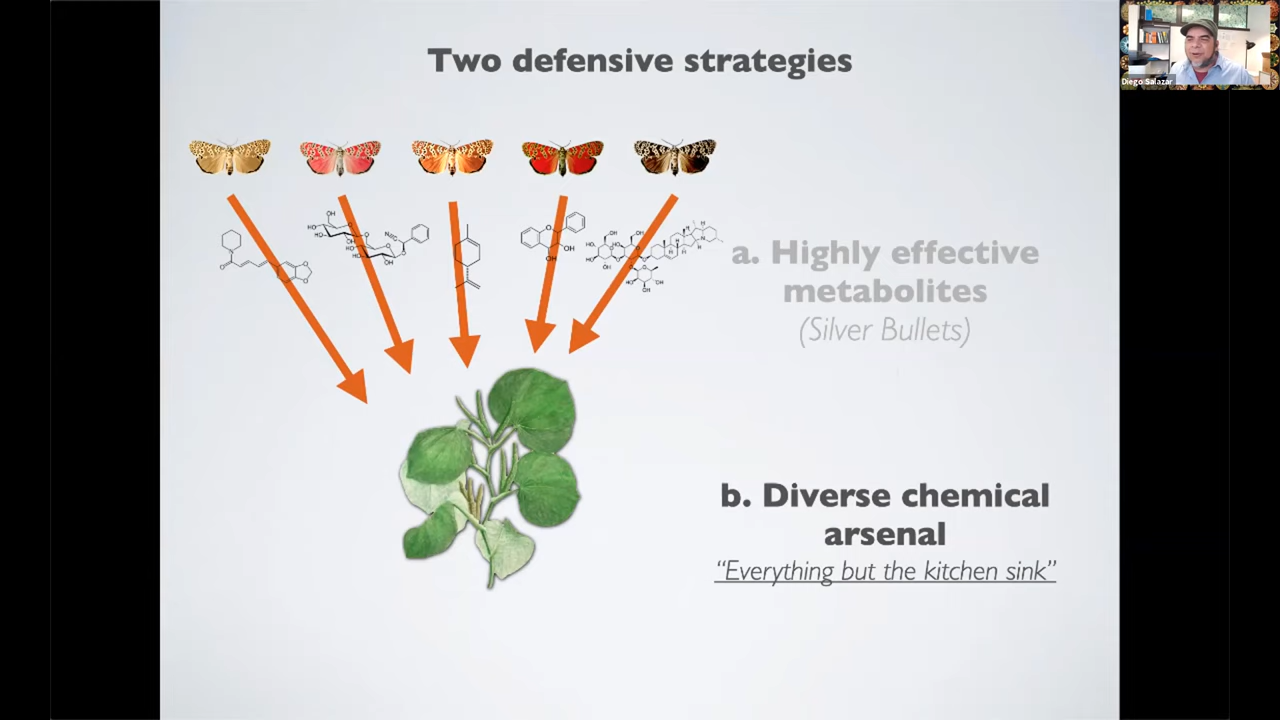 Two defensive strategies
Diego Salazar
a. Highly effective
metabolites
(Silver Bullets)
b. Diverse chemical
arsenal
“Everything but the kitchen sink”